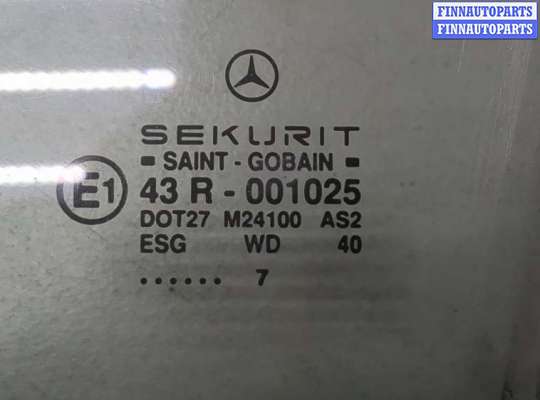 FINNAUTOPARTS
FINNAUTOPARTS
SEKURIT
SAINT - GOBAIN
E1 43 R - 001025
DOT27 M24100 AS2
ESG WD 40
...... 7